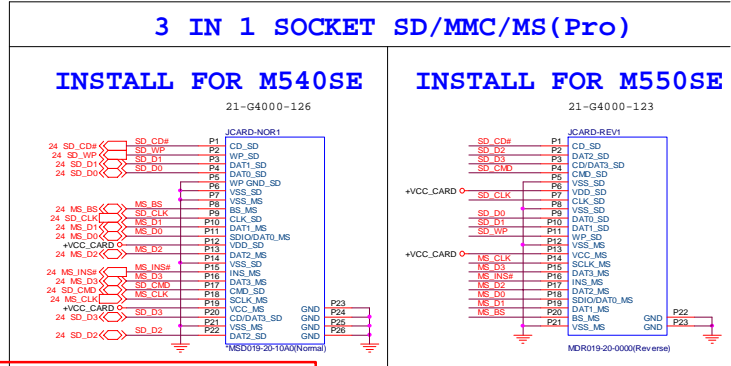 3 IN 1 SOCKET SD/MMC/MS(Pro)
INSTALL FOR M540SE
21-G4000-126
JCARD-NOR1
24 SD_CD# SD_CD# P1 CD_SD
24 SD_WP SD_WP P2 WP_SD
24 SD_D1 SD_D1 P3 DAT1_SD
24 SD_D0 SD_D0 P4 DAT0_SD
P5 WP GND_SD
P6 VSS_SD
P7 VSS_MS
24 MS_BS MS_BS P8 BS_MS
24 SD_CLK SD_CLK P9 CLK_SD
24 MS_D1 MS_D1 P10 DAT1_MS
24 MS_D0 MS_D0 P11 SDIO/DAT0_MS
+VCC_CARD P12 VDD_SD
24 MS_D2 MS_D2 P13 DAT2_MS
P14 VSS_SD
24 MS_INS# MS_INS# P15 INS_MS
24 MS_D3 MS_D3 P16 DAT3_MS
24 SD_CMD SD_CMD P17 CMD_SD
24 MS_CLK MS_CLK P18 SCLK_MS
+VCC_CARD P19 VCC_MS GND P23
24 SD_D3 SD_D3 P20 CD/DAT3_SD GND P24
P21 VSS_MS GND P25
24 SD_D2 SD_D2 P22 DAT2_SD GND P26
*MSD019-20-10A0(Normal)
INSTALL FOR M550SE
21-G4000-123
JCARD-REV1
SD_CD# P1 CD_SD
SD_D2 P2 DAT2_SD
SD_D3 P3 CD/DAT3_SD
SD_CMD P4 CMD_SD
P5 VSS_SD
+VCC_CARD P6 VDD_SD
SD_CLK P7 CLK_SD
P8 VSS_SD
SD_D0 P9 DAT0_SD
SD_D1 P10 DAT1_SD
SD_WP P11 WP_SD
P12 VSS_MS
+VCC_CARD P13 VCC_MS
MS_CLK P14 SCLK_MS
MS_D3 P15 DAT3_MS
MS_INS# P16 INS_MS
MS_D2 P17 DAT2_MS
MS_D0 P18 SDIO/DAT0_MS
MS_D1 P19 DAT1_MS
MS_BS P20 BS_MS GND P22
P21 VSS_MS GND P23
MDR019-20-0000(Reverse)